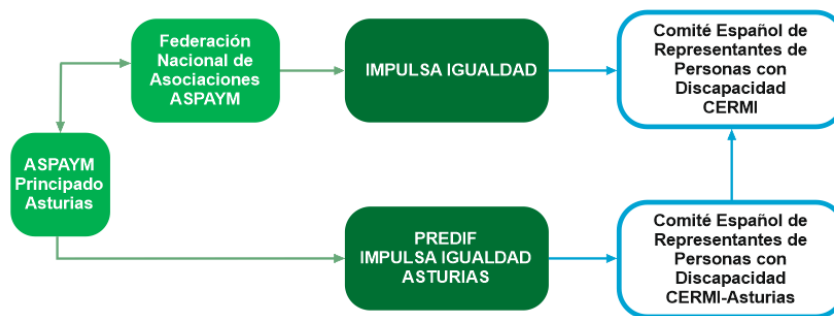 Federación
Nacional de
Asociaciones
ASPAYM
IMPULSA IGUALDAD
Comité Español de
Representantes de
Personas con
Discapacidad
CERMI
ASPAYM
Principado
Asturias
PREDIF
IMPULSA IGUALDAD
ASTURIAS
Comité Español de
Representantes de
Personas con
Discapacidad
CERMI-Asturias